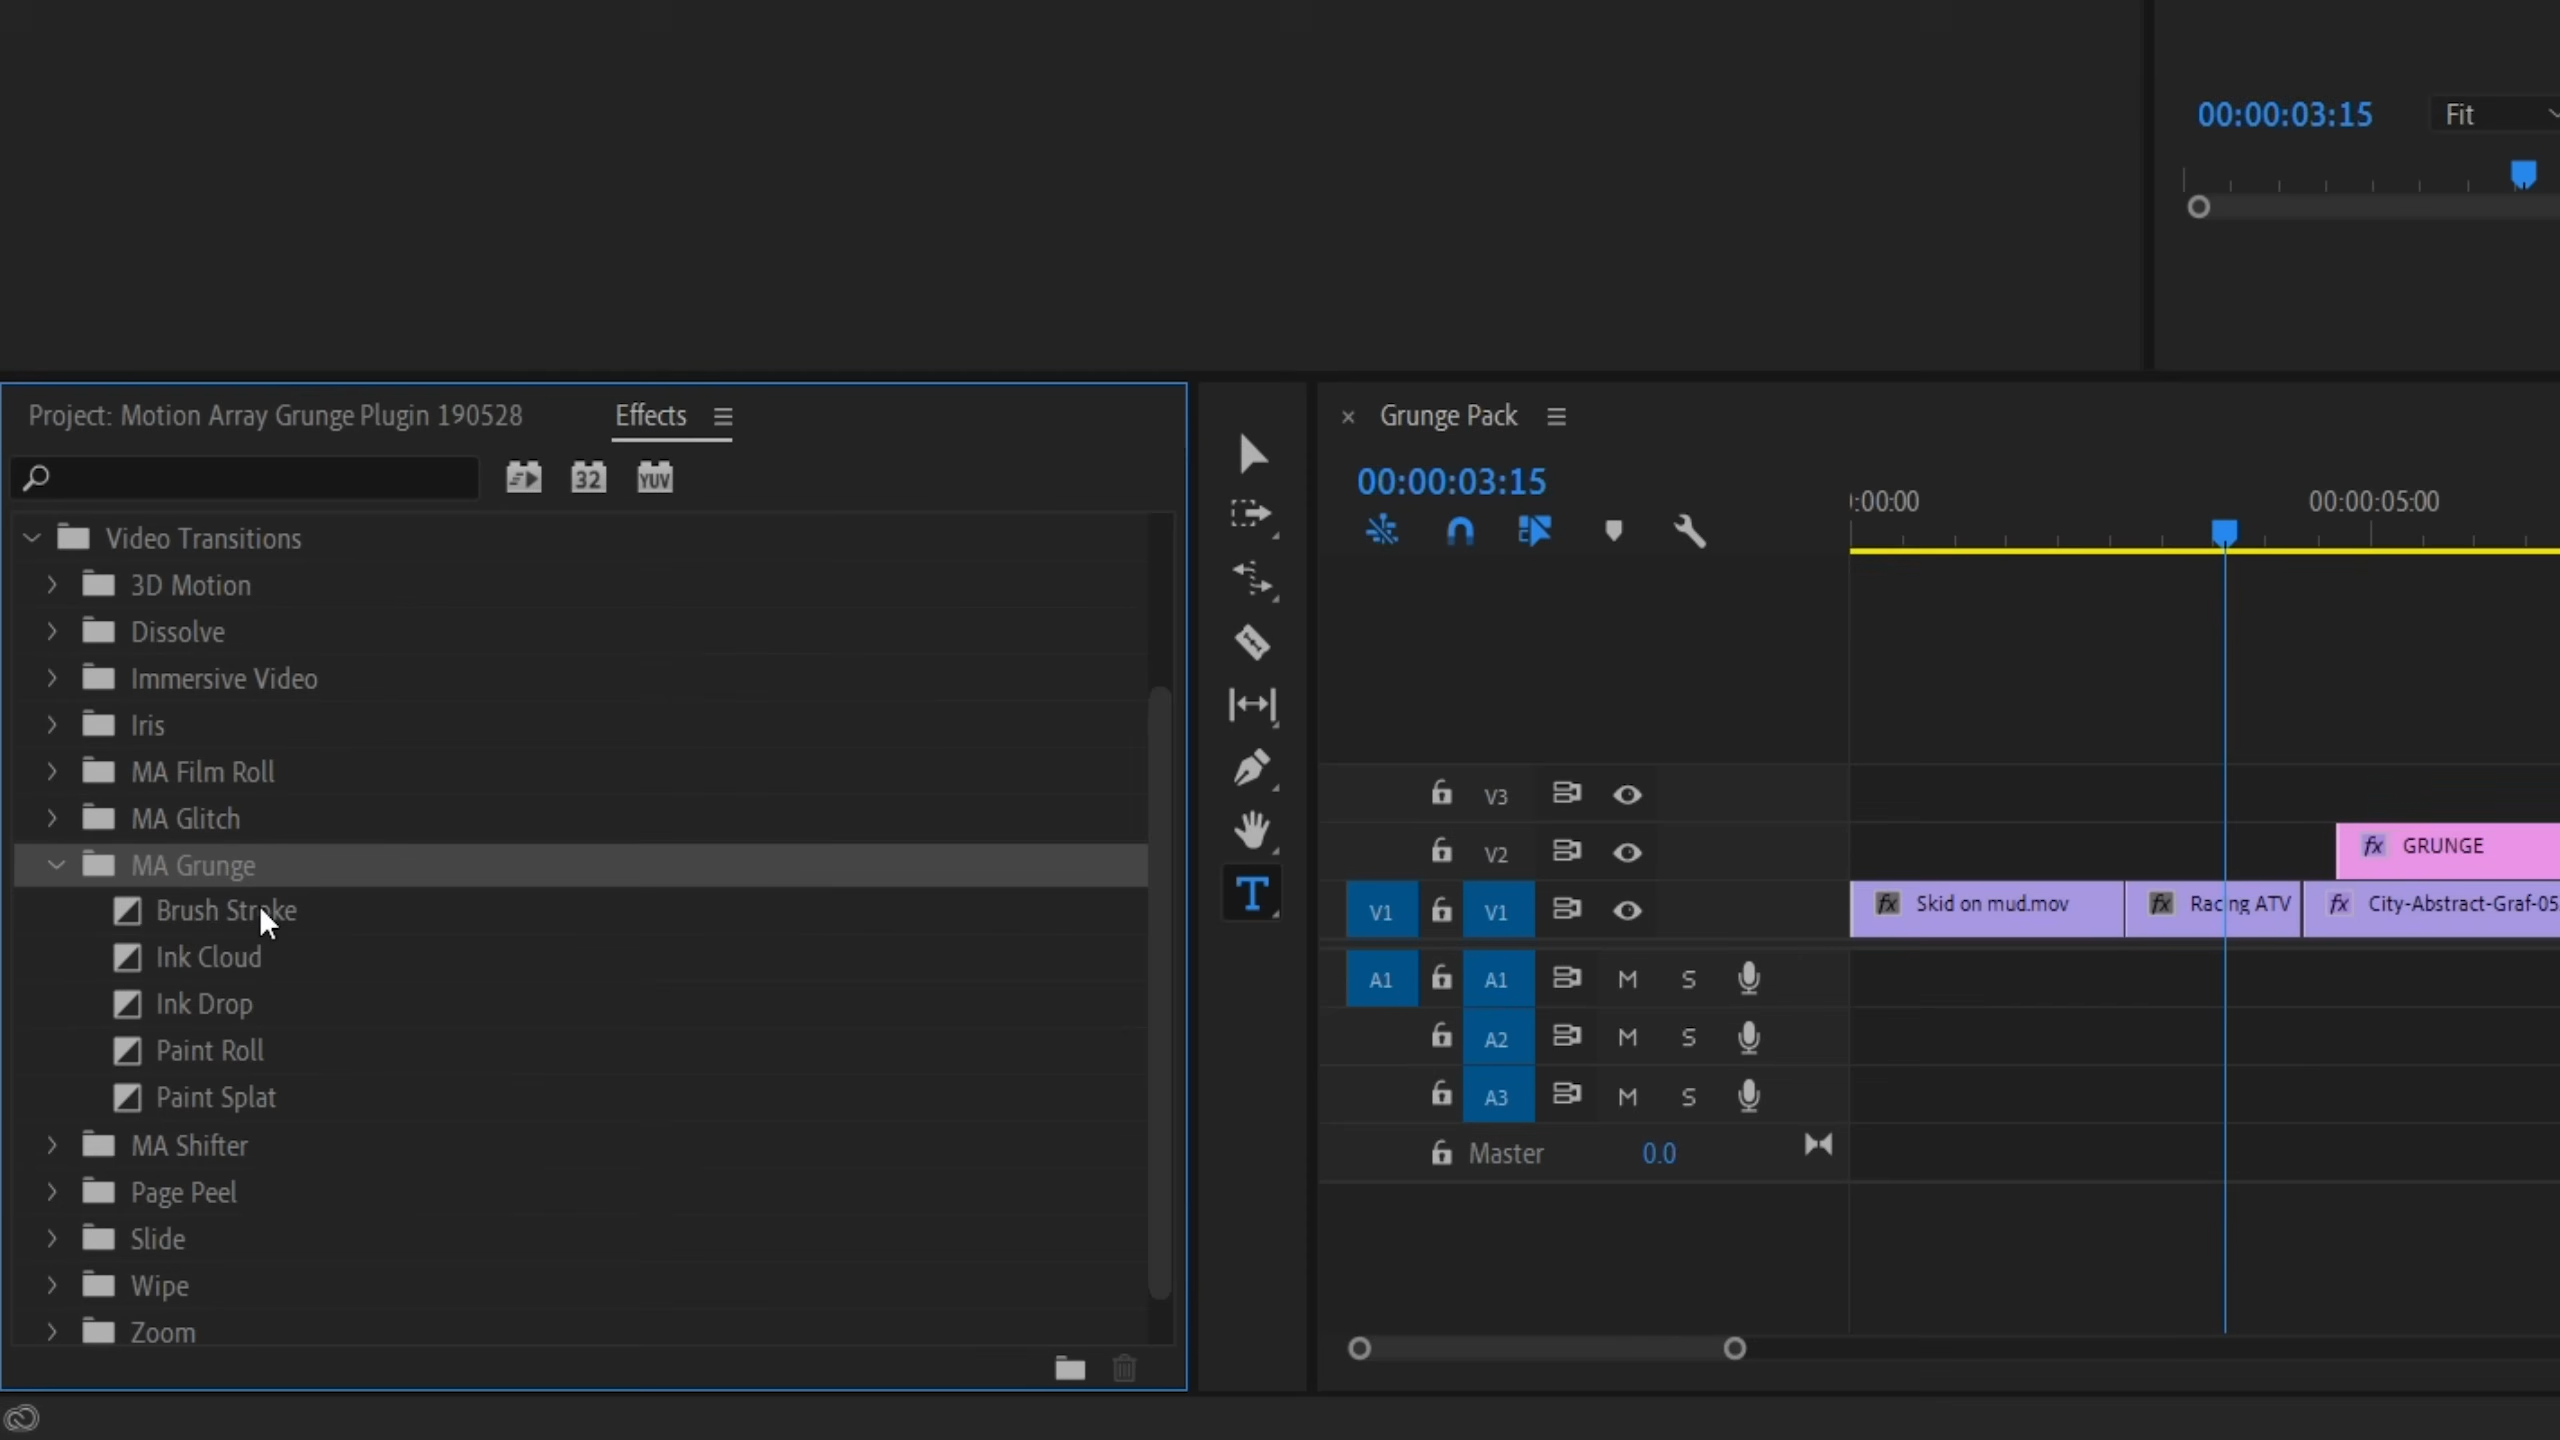 00:00:03:15 Fit
Project: Motion Array Grunge Plugin 190528 Effects
32 YUV
Video Transitions
3D Motion
Dissolve
Immersive Video
Iris
MA Film Roll
MA Glitch
MA Grunge
Brush Stroke
Ink Cloud
Ink Drop
Paint Roll
Paint Splat
MA Shifter
Page Peel
Slide
Wipe
Zoom
T
× Grunge Pack
00:00:03:15
:00:00 00:00:05:00
V3
V2 fx GRUNGE
V1 V1 fx Skid on mud.mov fx Racing ATV fx City-Abstract-Graf-05
A1 A1 M S
A2 M S
A3 M S
Master 0.0